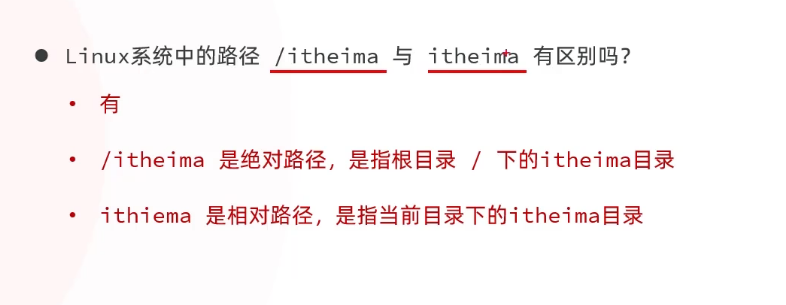 ● Linux系统中的路径 /itheima 与 itheima 有区别吗？
• 有
• /itheima 是绝对路径，是指根目录 / 下的itheima目录
• ithiema 是相对路径，是指当前目录下的itheima目录